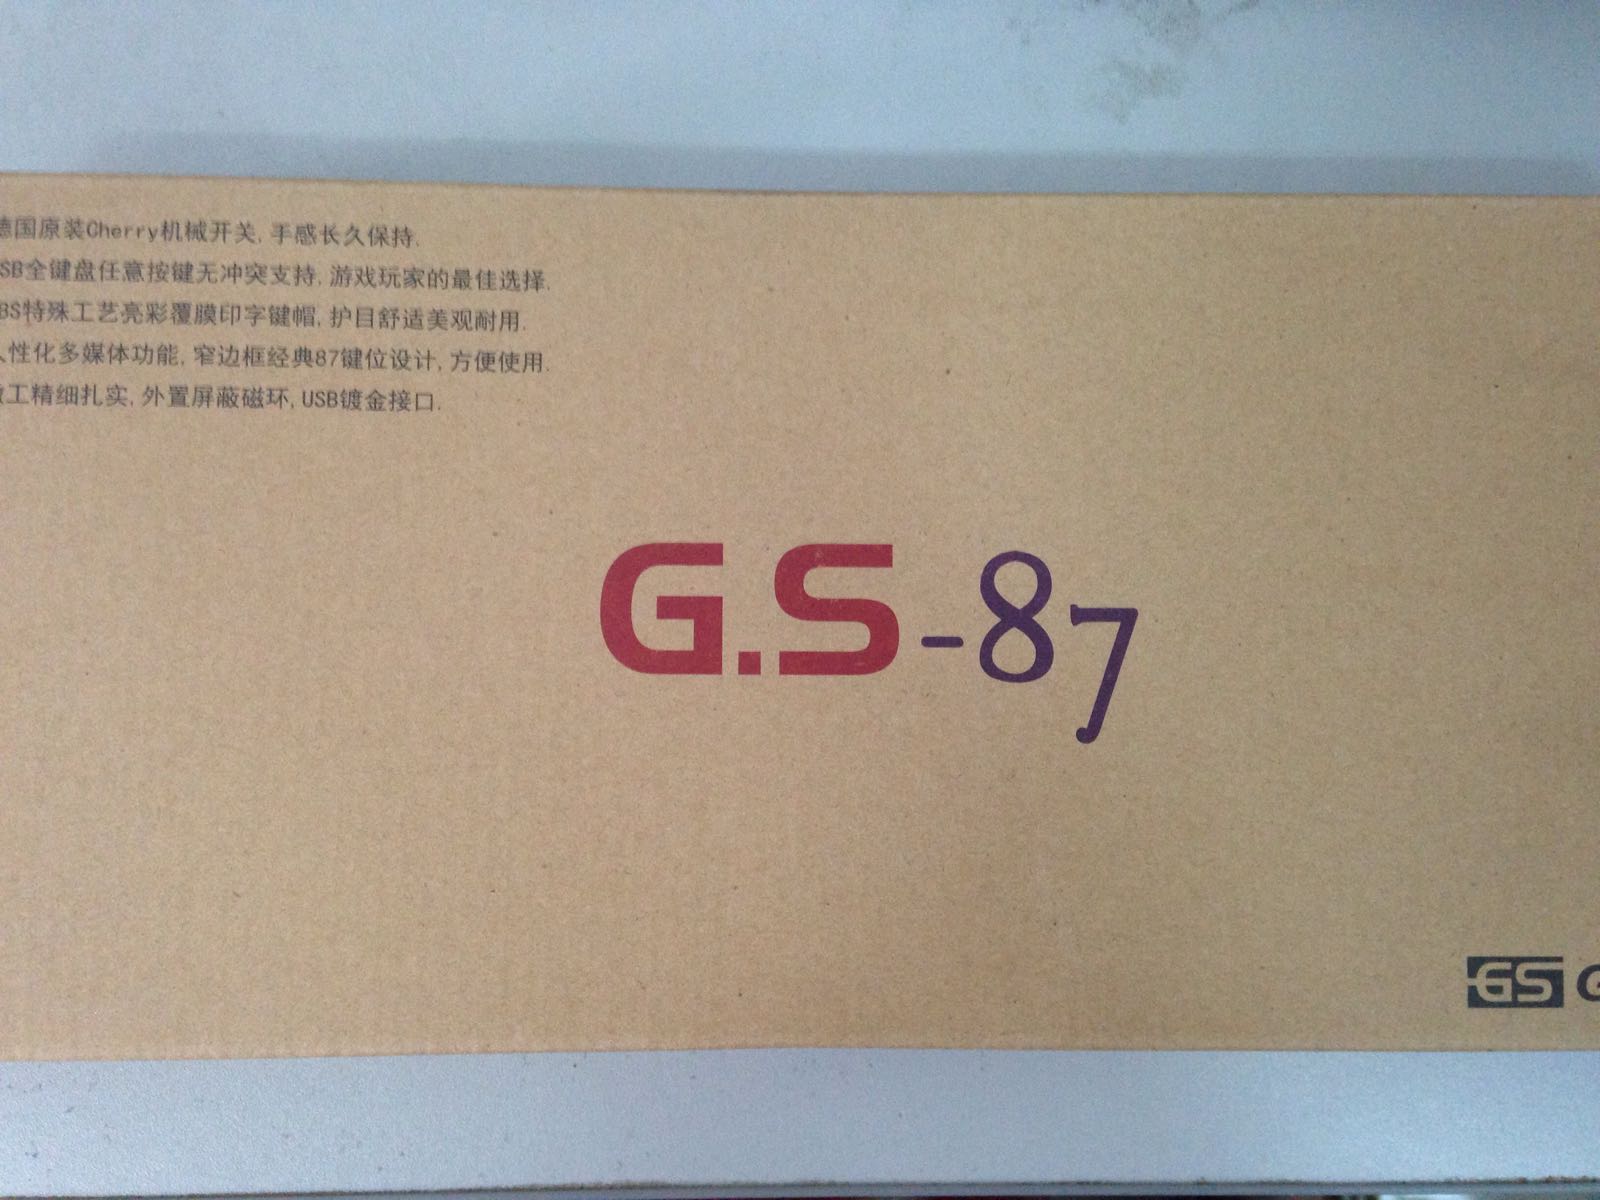 德国原装Cherry机械开关,手感长久保持.
SB全键盘任意按键无冲突支持,游戏玩家的最佳选择.
BS特殊工艺亮彩覆膜印字键帽,护目舒适美观耐用.
人性化多媒体功能,窄边框经典87键位设计,方便使用.
做工精细扎实,外置屏蔽磁环,USB镀金接口.
G.S-87
GS G